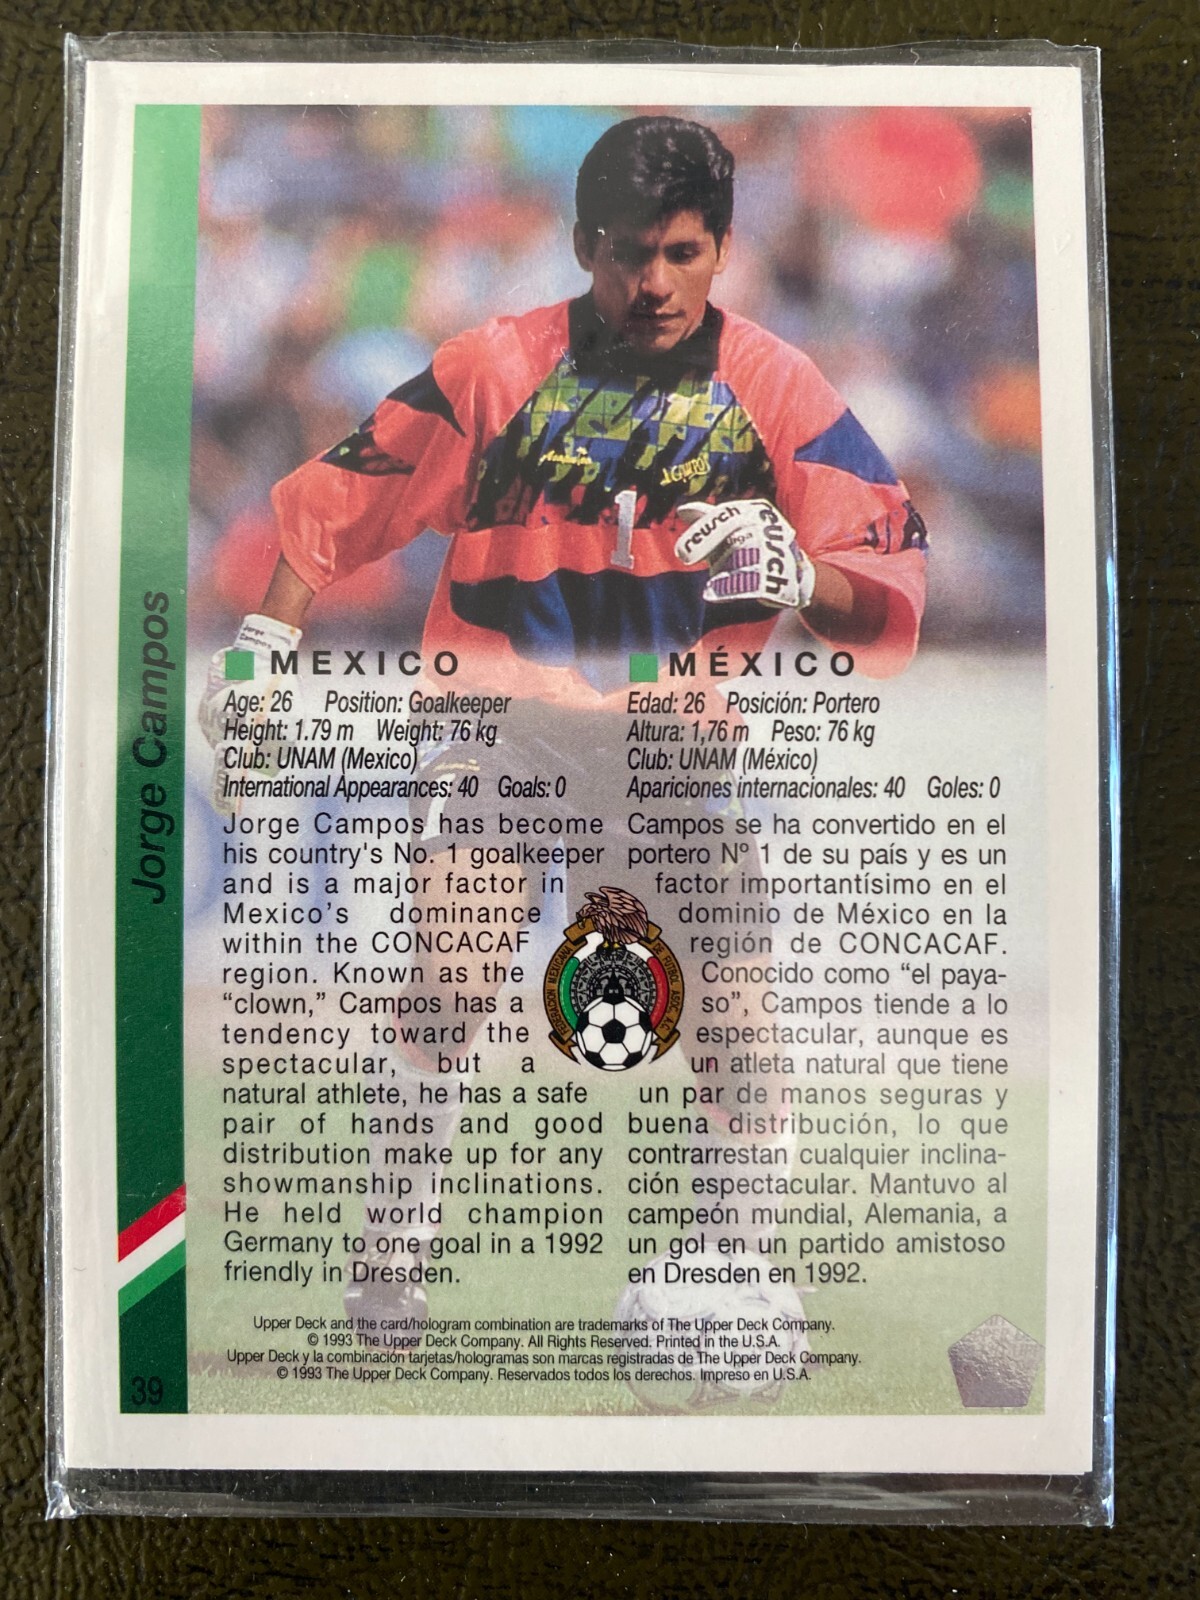 Jorge Campos
39
Acapulco
J.CAMPOS
1
reusch
reusch
Jorge
Campos
MEXICO
Age: 26 Position: Goalkeeper
Height: 1.79 m Weight: 76 kg
Club: UNAM (Mexico)
International Appearances: 40 Goals: 0
Jorge Campos has become
his country's No. 1 goalkeeper
and is a major factor in
Mexico's dominance
within the CONCACAF
region. Known as the
“clown,” Campos has a
tendency toward the
spectacular, but a
natural athlete, he has a safe
pair of hands and good
distribution make up for any
showmanship inclinations.
He held world champion
Germany to one goal in a 1992
friendly in Dresden.
MÉXICO
Edad: 26 Posición: Portero
Altura: 1,76 m Peso: 76 kg
Club: UNAM (México)
Apariciones internacionales: 40 Goles: 0
Campos se ha convertido en el
portero Nº 1 de su país y es un
factor importantísimo en el
dominio de México en la
región de CONCACAF.
Conocido como “el paya-
so”, Campos tiende a lo
espectacular, aunque es
un atleta natural que tiene
un par de manos seguras y
buena distribución, lo que
contrarrestan cualquier inclina-
ción espectacular. Mantuvo al
campeón mundial, Alemania, a
un gol en un partido amistoso
en Dresden en 1992.
FEDERACION MEXICANA DE FUTBOL ASOC. A.C.
Upper Deck and the card/hologram combination are trademarks of The Upper Deck Company.
© 1993 The Upper Deck Company. All Rights Reserved. Printed in the U.S.A.
Upper Deck y la combinación tarjetas/hologramas son marcas registradas de The Upper Deck Company.
© 1993 The Upper Deck Company. Reservados todos los derechos. Impreso en U.S.A.